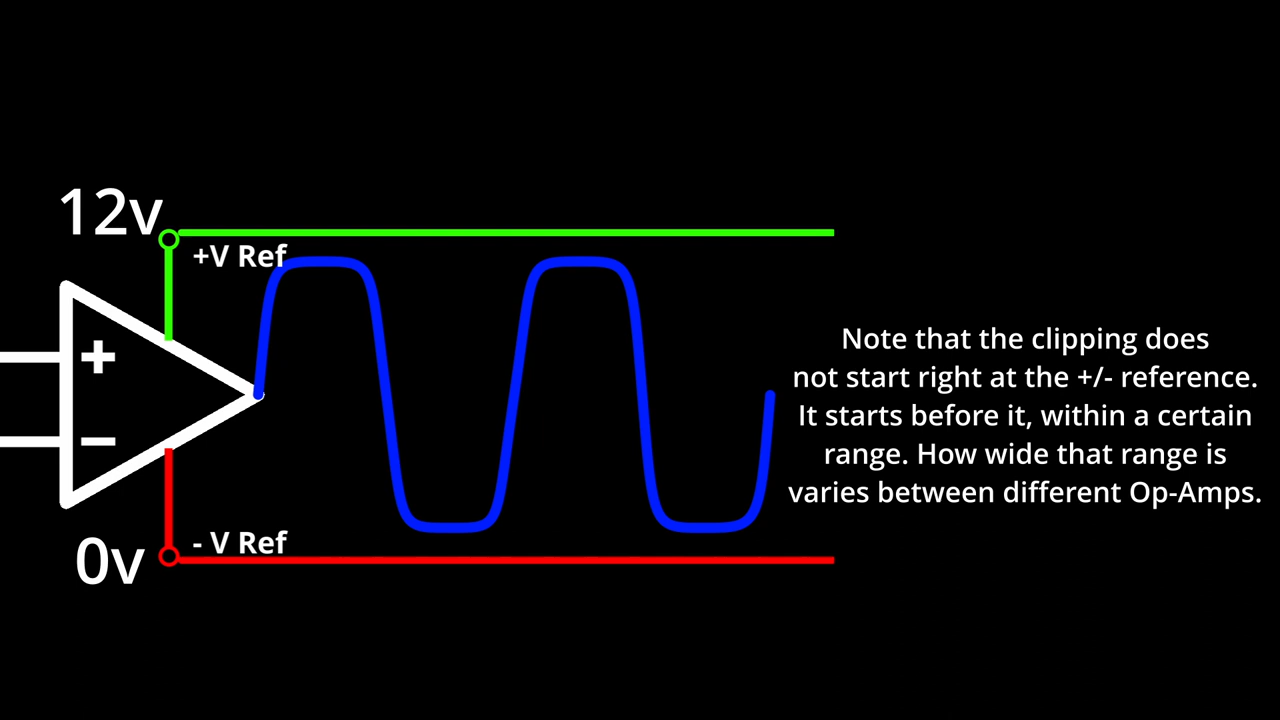 12v
+V Ref
+
−
0v
- V Ref
Note that the clipping does
not start right at the +/- reference.
It starts before it, within a certain
range. How wide that range is
varies between different Op-Amps.